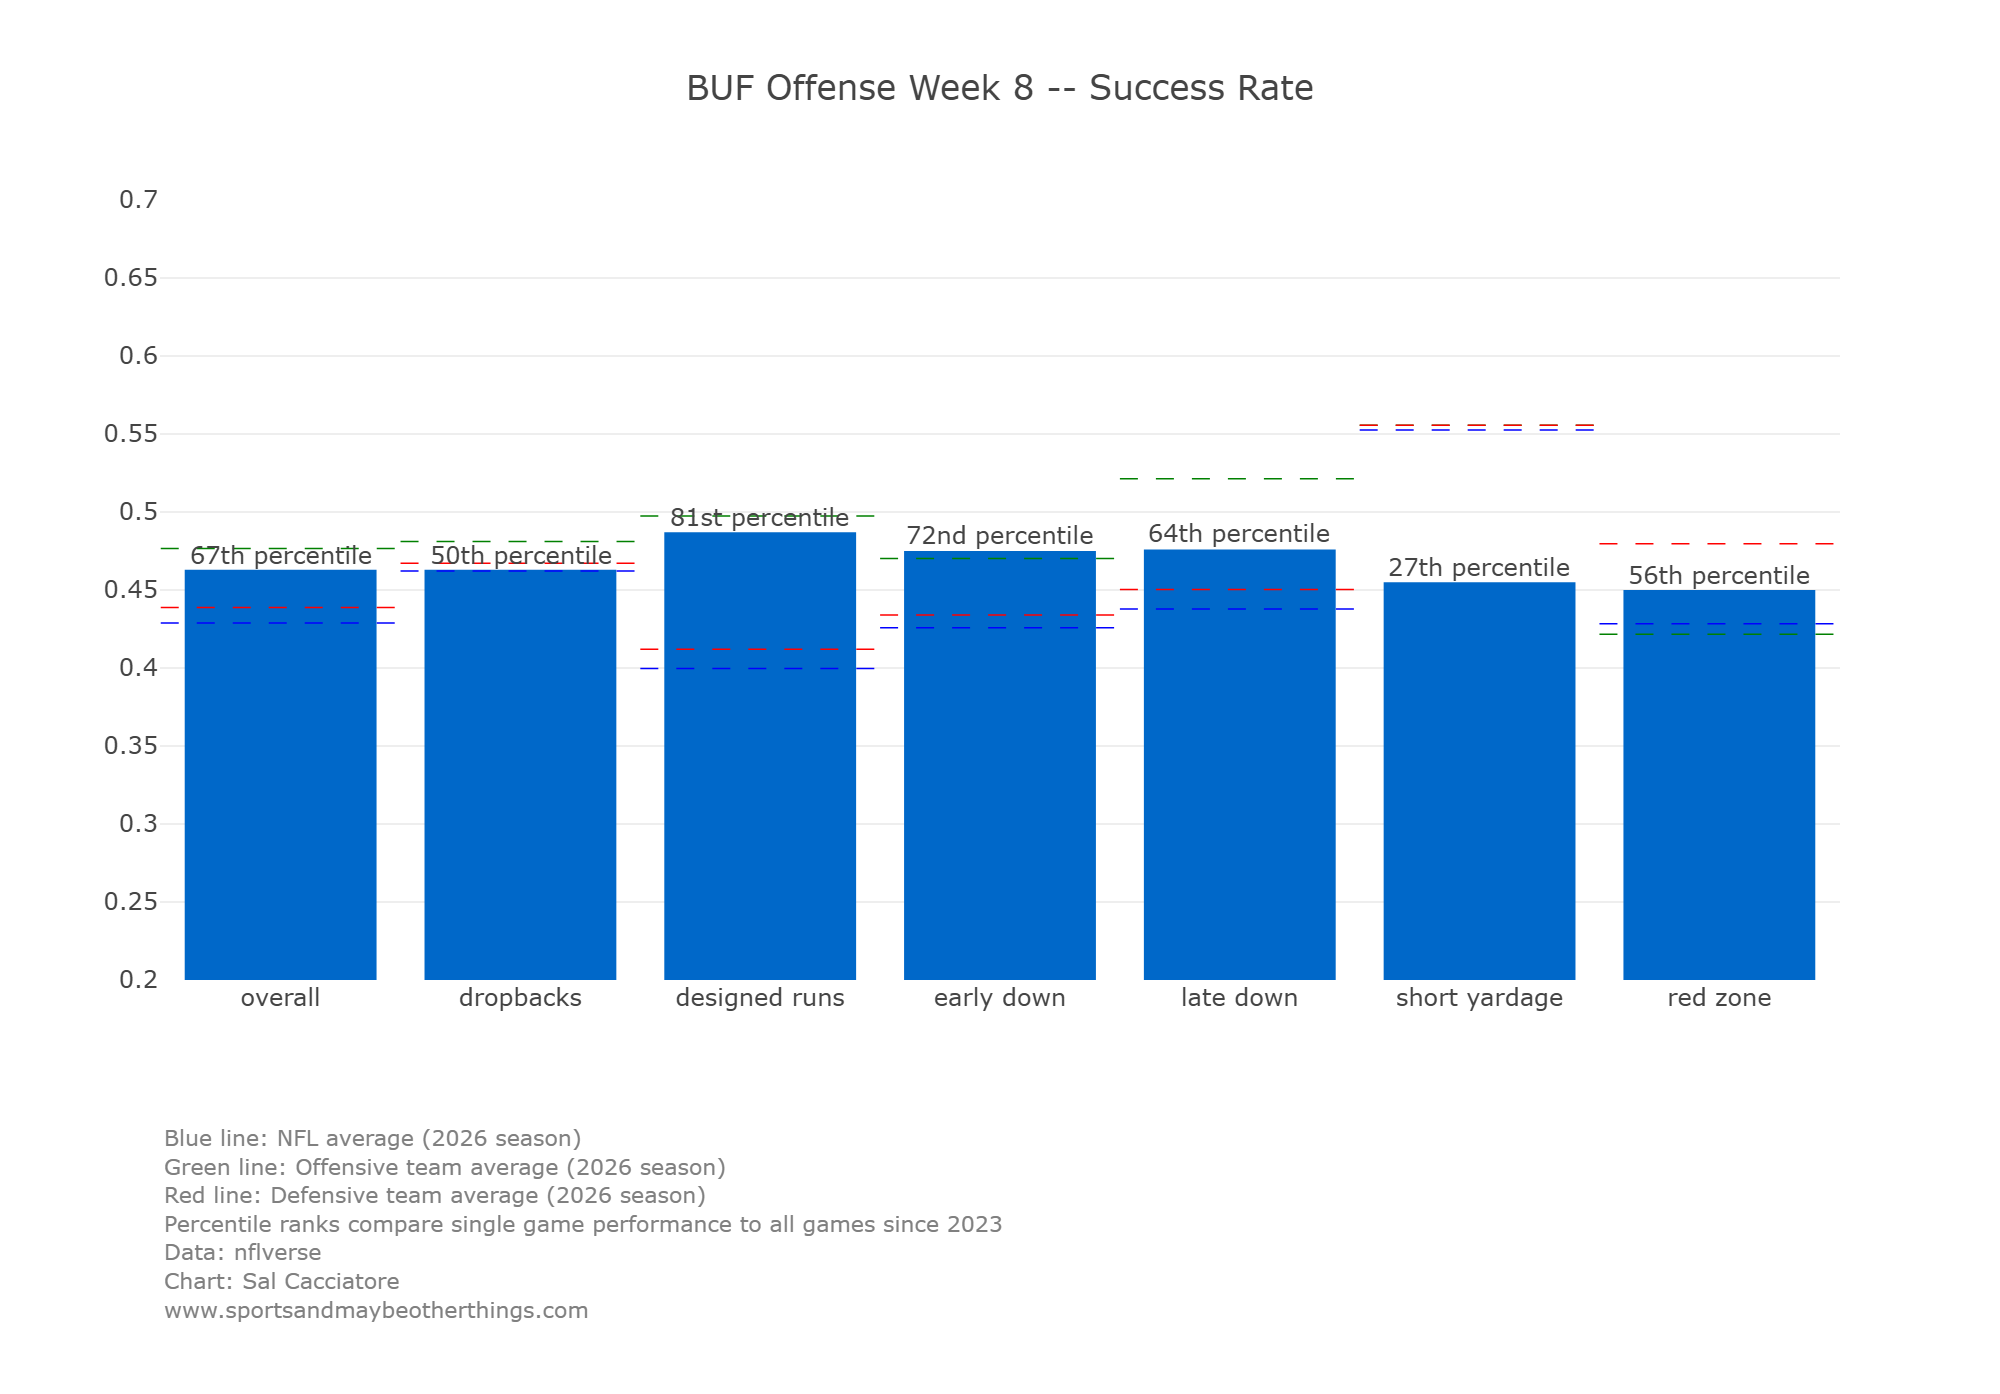 BUF Offense Week 8 -- Success Rate
0.7
0.65
0.6
0.55
0.5
0.45
0.4
0.35
0.3
0.25
0.2
67th percentile
50th percentile
81st percentile
72nd percentile
64th percentile
27th percentile
56th percentile
overall
dropbacks
designed runs
early down
late down
short yardage
red zone
Blue line: NFL average (2026 season)
Green line: Offensive team average (2026 season)
Red line: Defensive team average (2026 season)
Percentile ranks compare single game performance to all games since 2023
Data: nflverse
Chart: Sal Cacciatore
www.sportsandmaybeotherthings.com